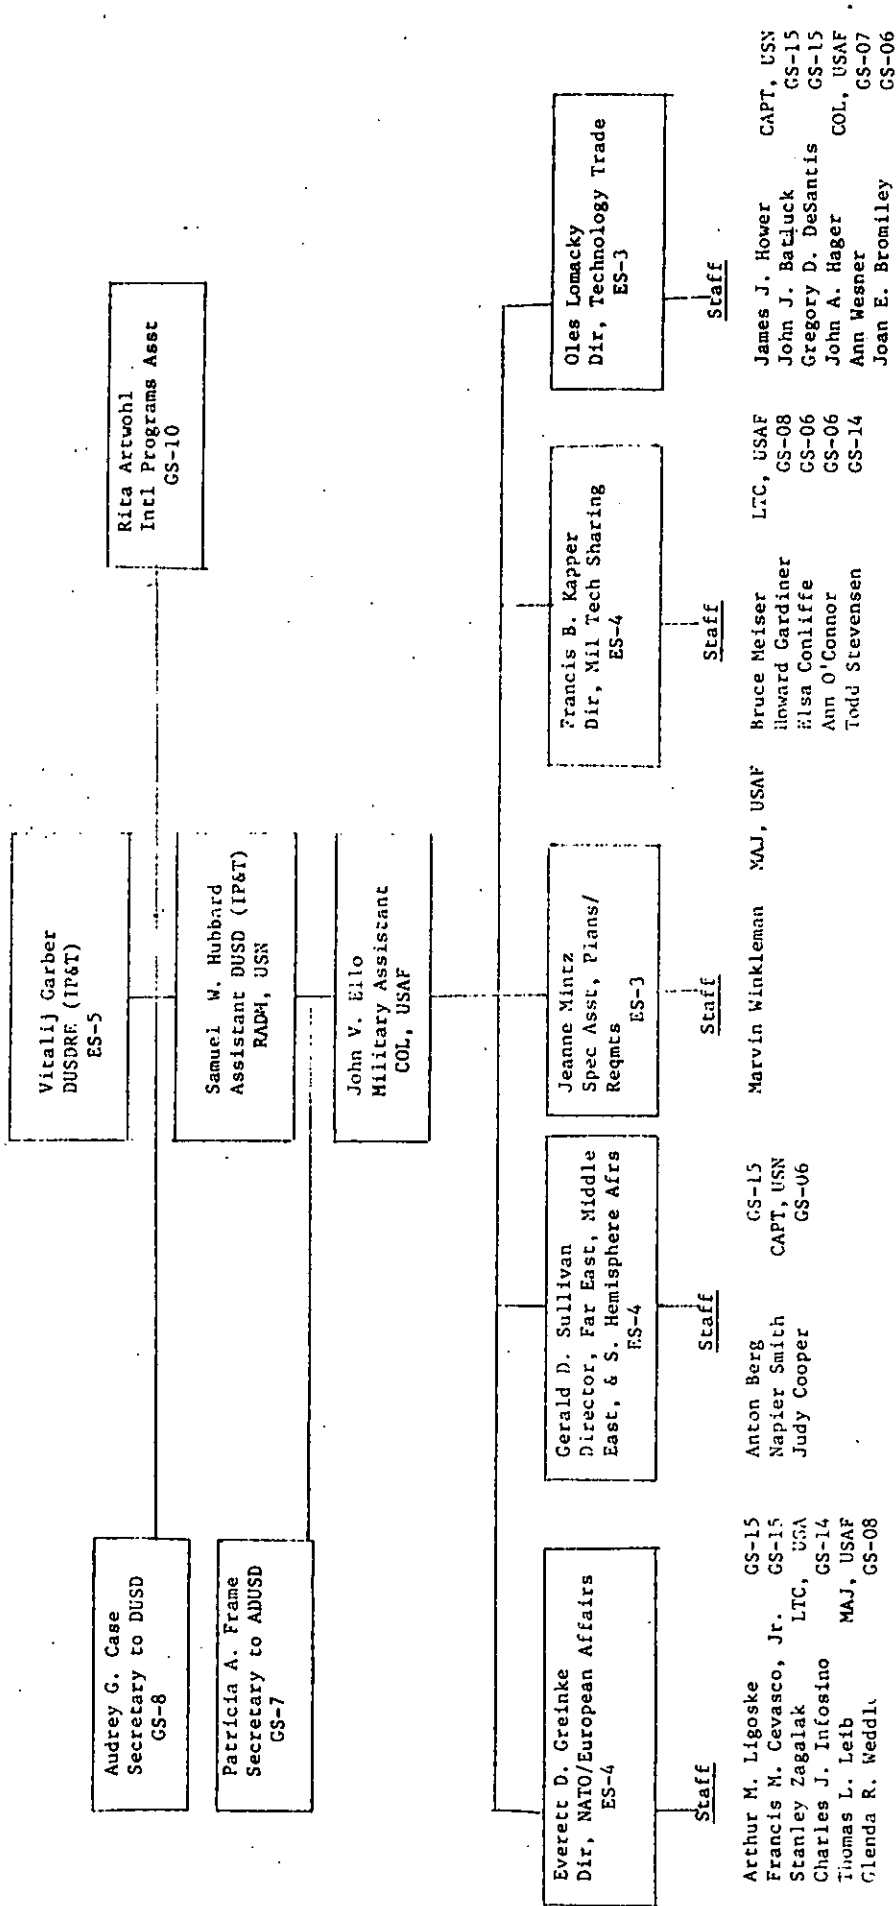 Vitalij Garber
DUSDRE (IP&T)
ES-5
Audrey G. Case
Secretary to DUSD
GS-8
Rita Artwohl
Intl Programs Asst
GS-10
Samuel W. Hubbard
Assistant DUSD (IP&T)
RADM, USN
Patricia A. Frame
Secretary to ADUSD
GS-7
John V. Ello
Military Assistant
COL, USAF
Everett D. Greinke
Dir, NATO/European Affairs
ES-4
Staff
Arthur M. Ligoske GS-15
Francis M. Cevasco, Jr. GS-15
Stanley Zagalak LTC, USA
Charles J. Infosino GS-14
Thomas L. Leib MAJ, USAF
Glenda R. Weddle GS-08
Gerald D. Sullivan
Director, Far East, Middle
East, & S. Hemisphere Afrs
ES-4
Staff
Anton Berg GS-15
Napier Smith CAPT, USN
Judy Cooper GS-06
Jeanne Mintz
Spec Asst, Plans/
Reqmts
ES-3
Staff
Marvin Winkleman MAJ, USAF
Francis B. Kapper
Dir, Mil Tech Sharing
ES-4
Staff
Bruce Meiser LTC, USAF
Howard Gardiner GS-08
Elsa Conliffe GS-06
Ann O'Connor GS-06
Todd Stevensen GS-14
Oles Lomacky
Dir, Technology Trade
ES-3
Staff
James J. Hower CAPT, USN
John J. Batluck GS-15
Gregory D. DeSantis GS-15
John A. Hager COL, USAF
Ann Wesner GS-07
Joan E. Bromiley GS-06